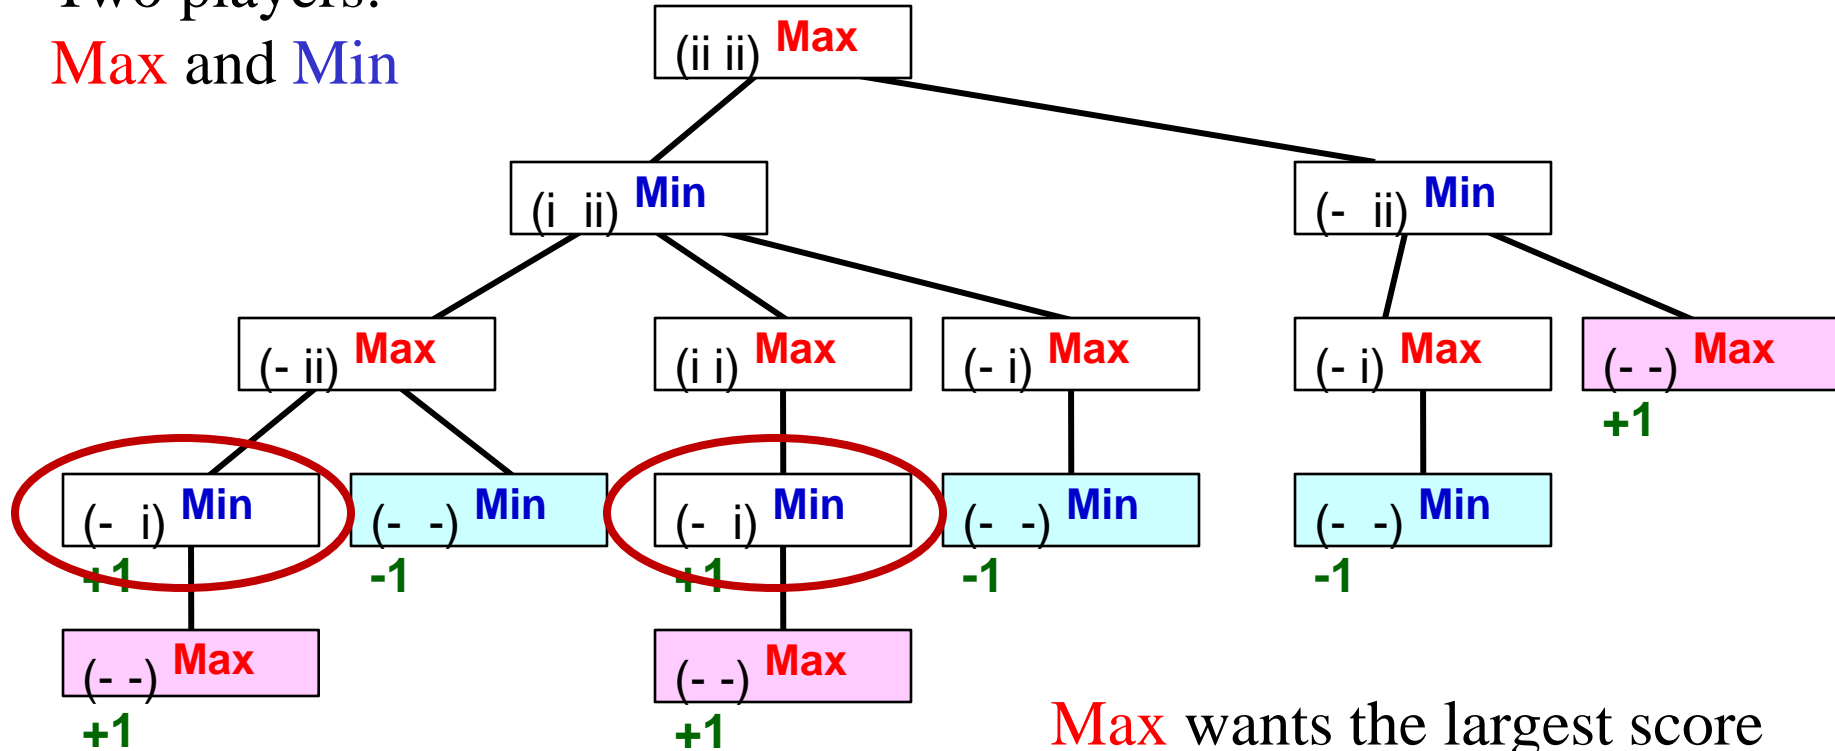 Two players:
Max and Min
(ii ii) Max
(i ii) Min
(- ii) Min
(- ii) Max
(i i) Max
(- i) Max
(- i) Max
(- -) Max
+1
(- i) Min
+1
(- -) Min
-1
(- i) Min
+1
(- -) Min
-1
(- -) Min
-1
(- -) Max
+1
(- -) Max
+1
Max wants the largest score